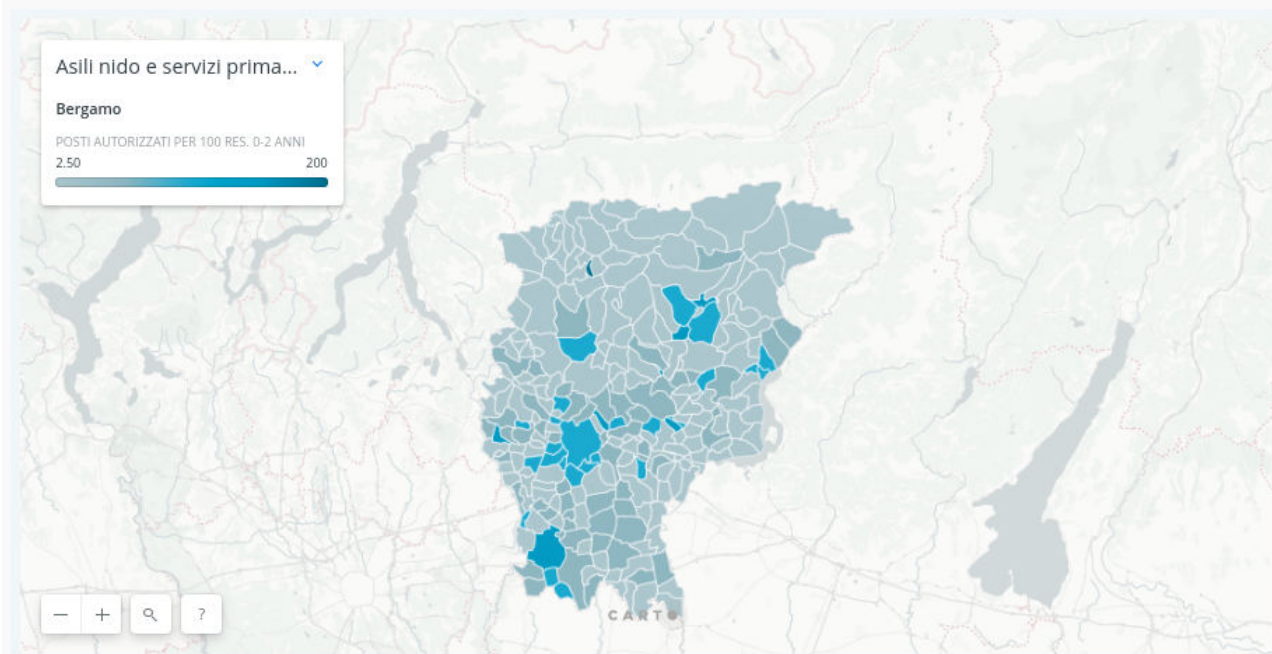 Asili nido e servizi prima...
Bergamo
POSTI AUTORIZZATI PER 100 RES. 0-2 ANNI
2.50 200
− + ?
CARTO